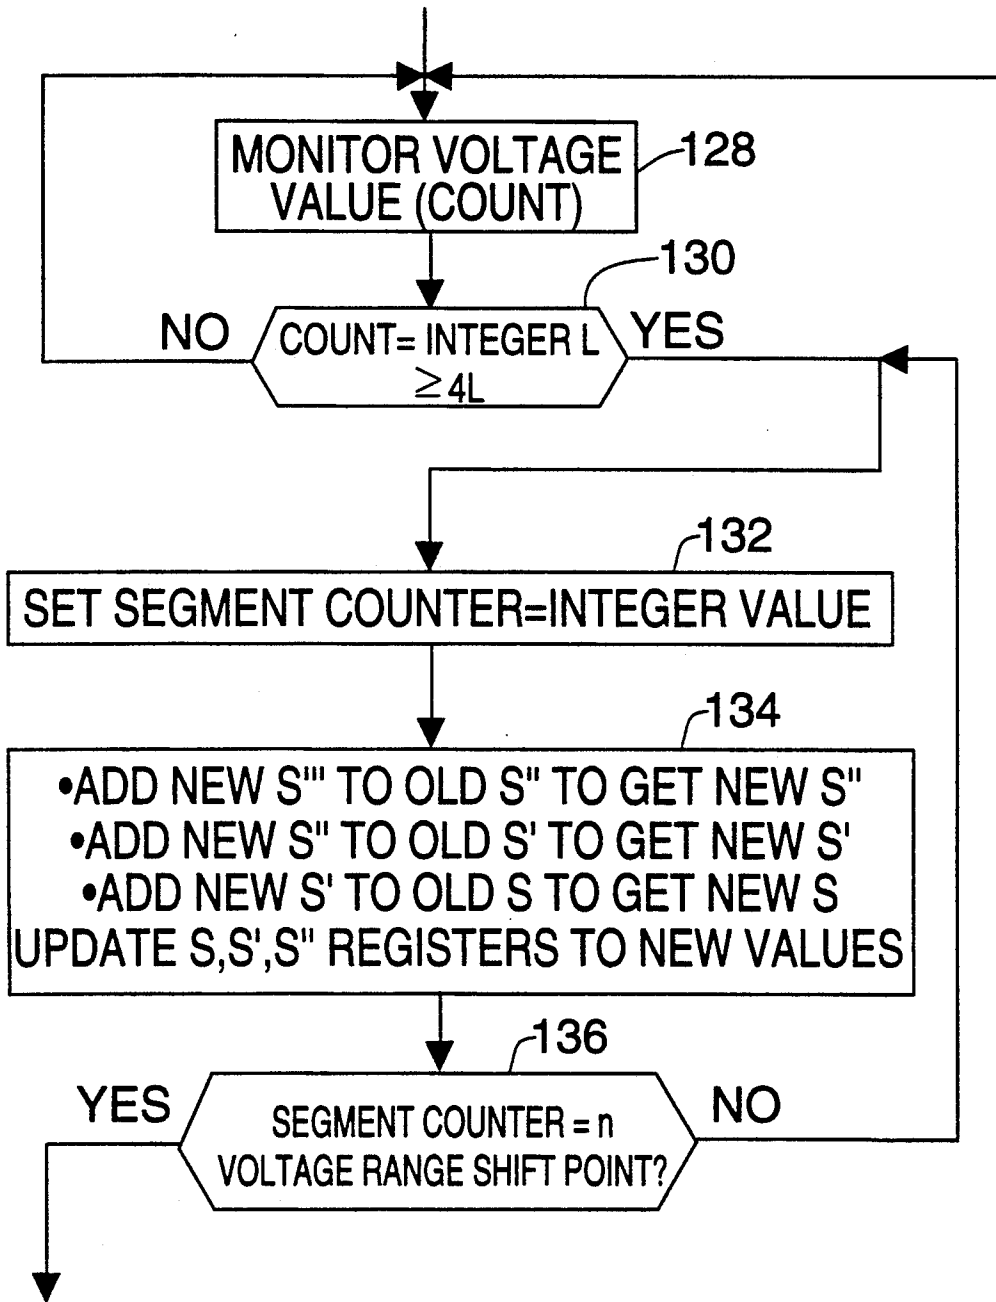 MONITOR VOLTAGE
VALUE (COUNT)
128
130
NO
COUNT= INTEGER L
≥ 4L
YES
132
SET SEGMENT COUNTER=INTEGER VALUE
134
•ADD NEW S''' TO OLD S'' TO GET NEW S''
•ADD NEW S'' TO OLD S' TO GET NEW S'
•ADD NEW S' TO OLD S TO GET NEW S
UPDATE S,S',S'' REGISTERS TO NEW VALUES
136
YES
SEGMENT COUNTER = n
VOLTAGE RANGE SHIFT POINT?
NO